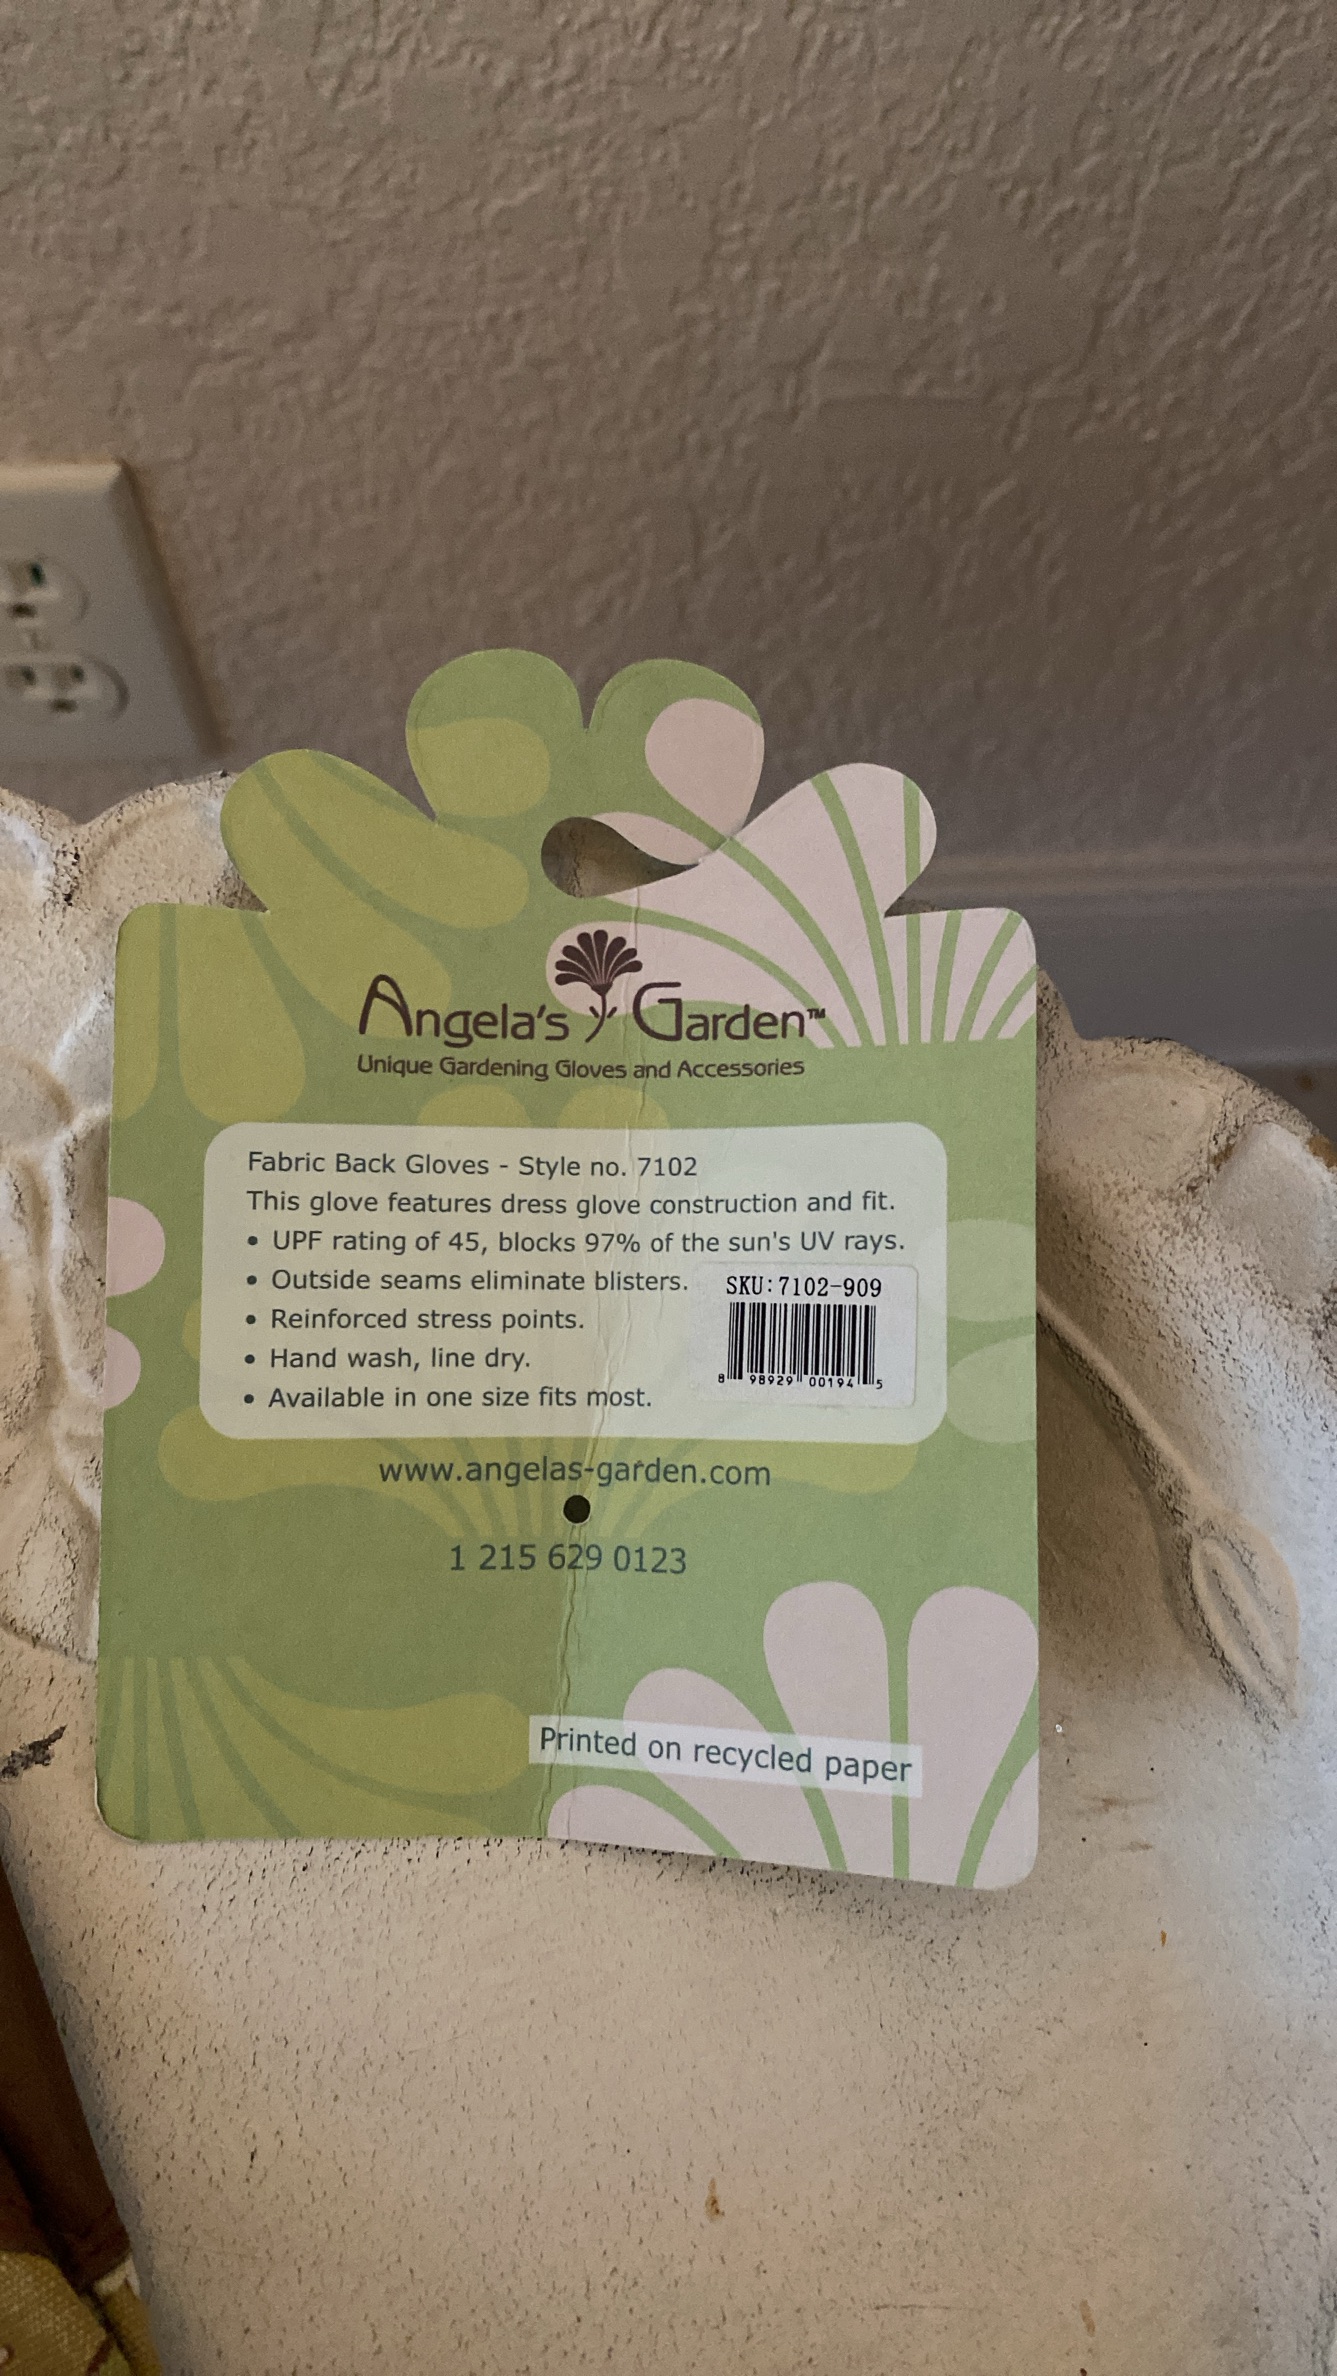 Angela's Garden™
Unique Gardening Gloves and Accessories
Fabric Back Gloves - Style no. 7102
This glove features dress glove construction and fit.
• UPF rating of 45, blocks 97% of the sun's UV rays.
• Outside seams eliminate blisters.
SKU:7102-909
• Reinforced stress points.
• Hand wash, line dry.
8 98929 00194 5
• Available in one size fits most.
www.angelas-garden.com
1 215 629 0123
Printed on recycled paper